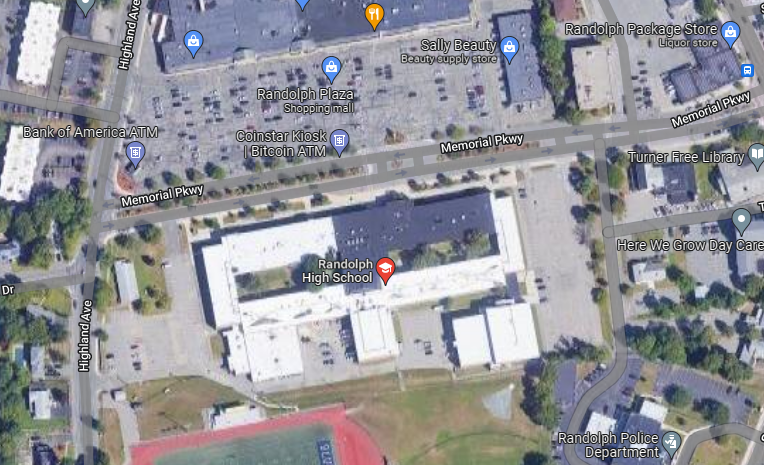 Highland Ave
Randolph Package Store
Liquor store
Sally Beauty
Beauty supply store
Randolph Plaza
Shopping mall
Memorial Pkwy
Bank of America ATM
Coinstar Kiosk
| Bitcoin ATM
Memorial Pkwy
Turner Free Library
Memorial Pkwy
Here We Grow Day Care
Randolph
High School
Dr
Highland Ave
Randolph Police
Department